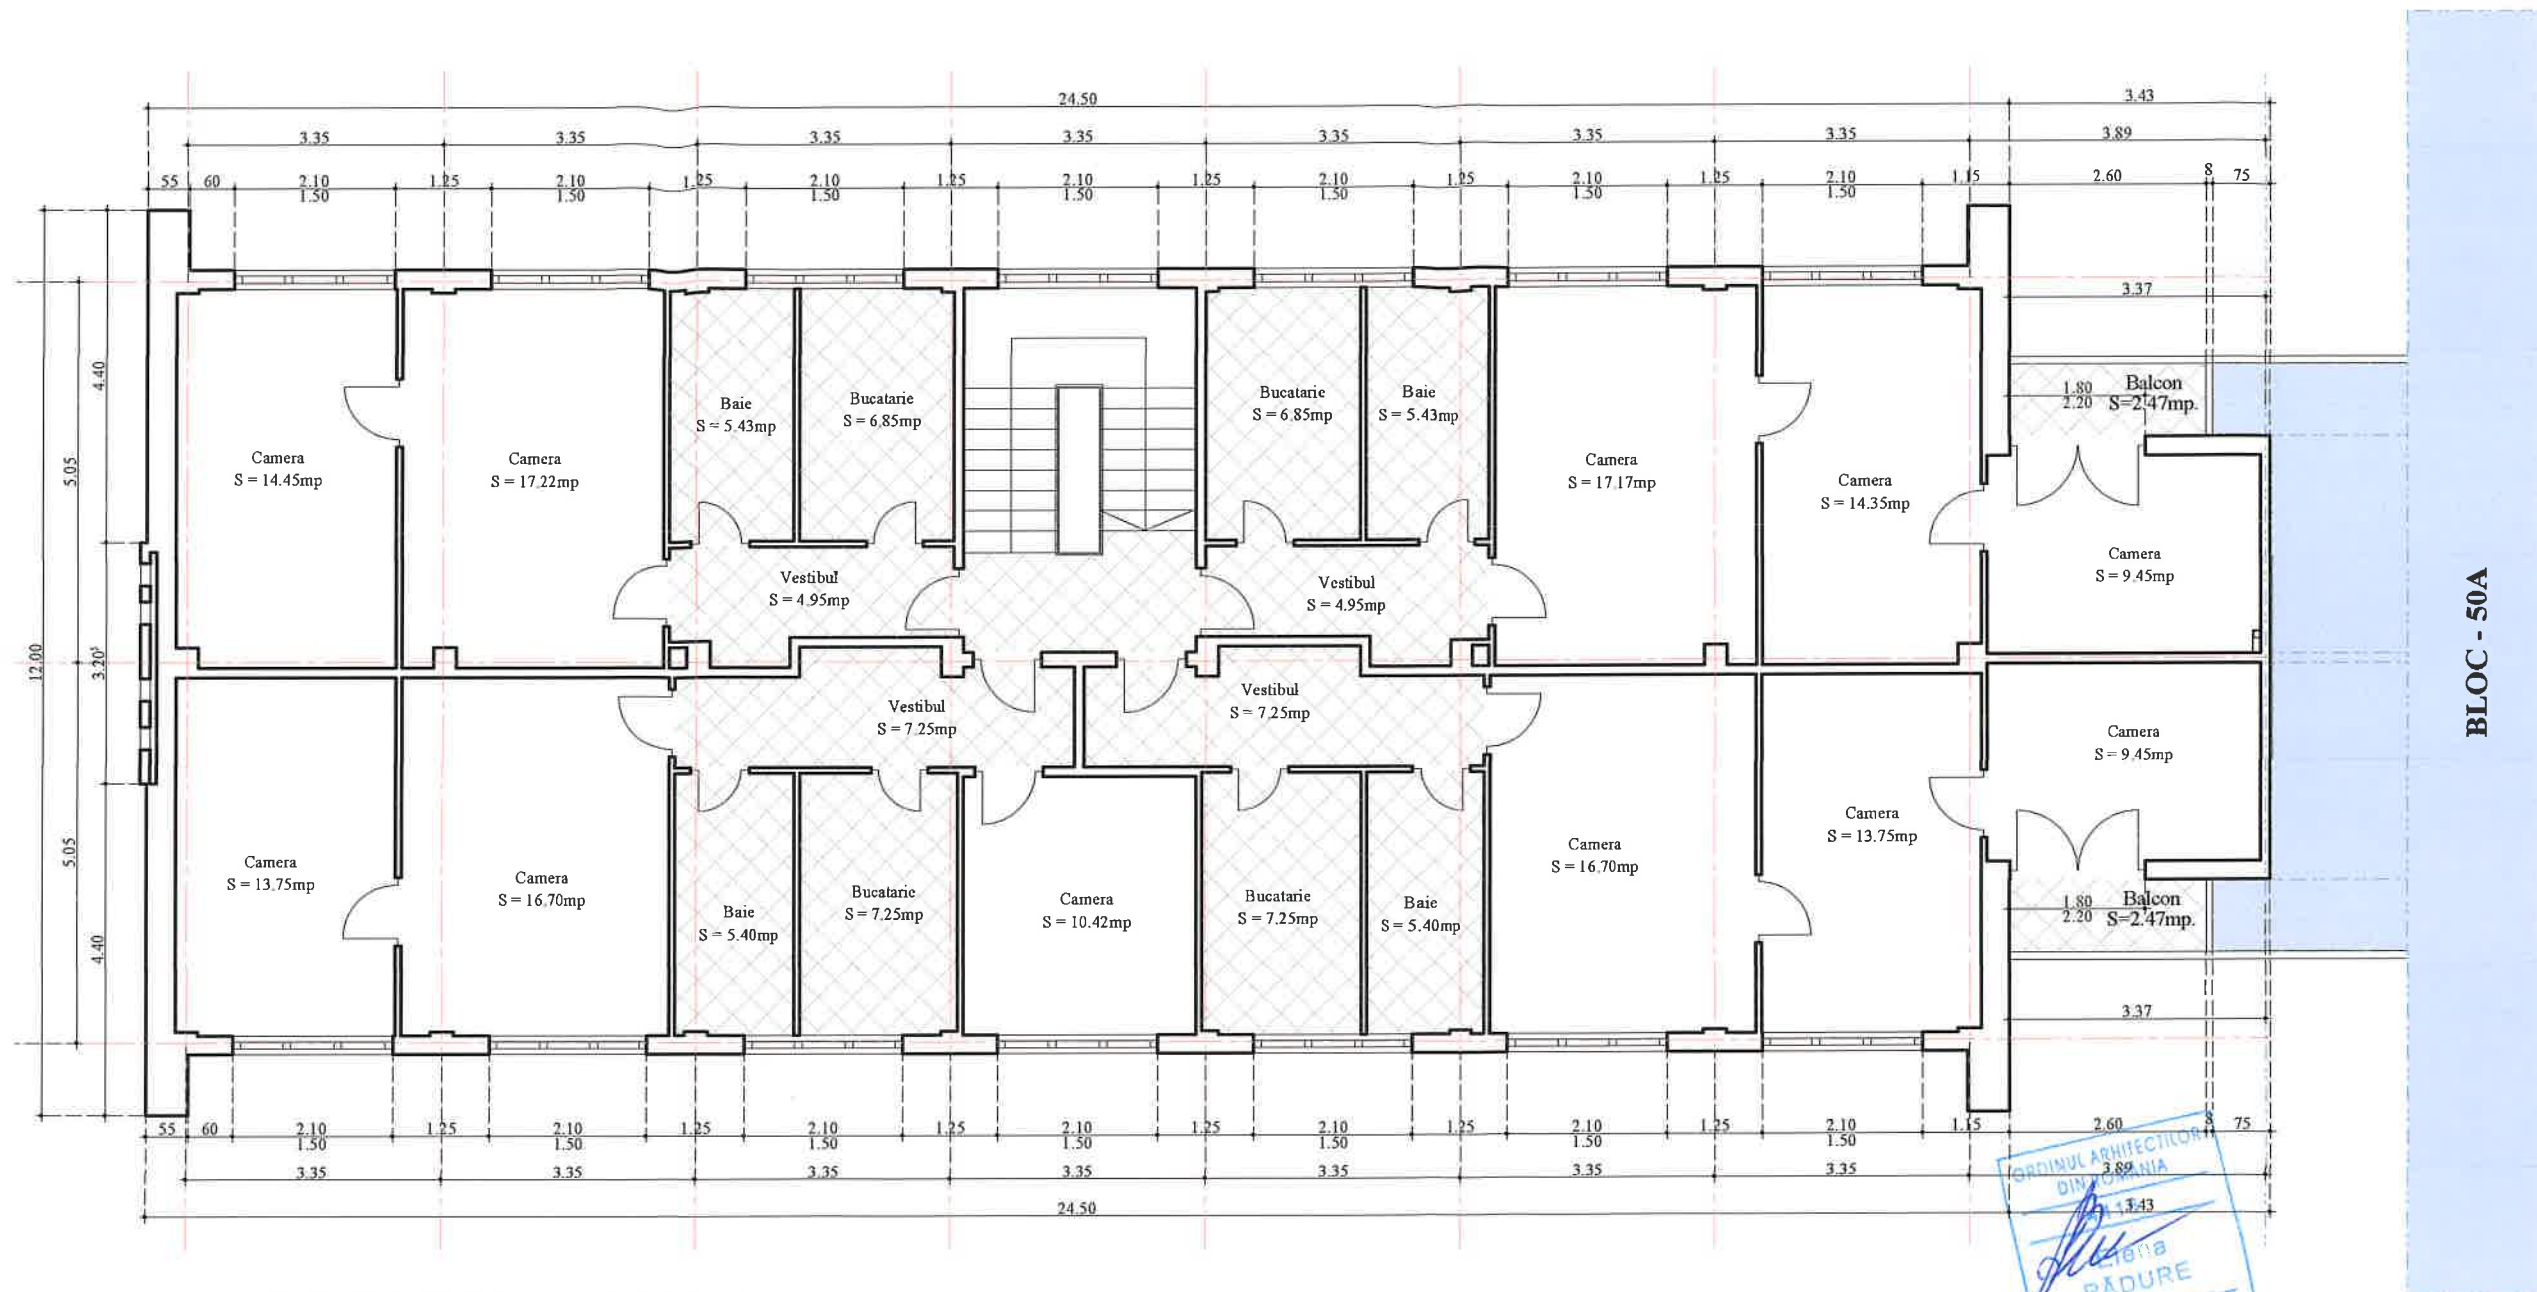 24.50
3.43
3.35
3.35
3.35
3.35
3.35
3.35
3.35
3.89
55
60
2.10
1.50
1.25
2.10
1.50
1.25
2.10
1.50
1.25
2.10
1.50
1.25
2.10
1.50
1.25
2.10
1.50
1.25
2.10
1.50
1.15
2.60
8
75
3.37
12.00
5.05
4.40
3.20⁵
5.05
4.40
Camera
S = 14.45mp
Camera
S = 17.22mp
Baie
S = 5.43mp
Bucatarie
S = 6.85mp
Bucatarie
S = 6.85mp
Baie
S = 5.43mp
Camera
S = 17.17mp
Camera
S = 14.35mp
1.80
2.20
Balcon
S=2.47mp.
Camera
S = 9.45mp
Vestibul
S = 4.95mp
Vestibul
S = 4.95mp
Vestibul
S = 7.25mp
Vestibul
S = 7.25mp
Camera
S = 9.45mp
BLOC - 50A
Camera
S = 13.75mp
Camera
S = 16.70mp
Baie
S = 5.40mp
Bucatarie
S = 7.25mp
Camera
S = 10.42mp
Bucatarie
S = 7.25mp
Baie
S = 5.40mp
Camera
S = 16.70mp
Camera
S = 13.75mp
1.80
2.20
Balcon
S=2.47mp.
3.37
55
60
2.10
1.50
1.25
2.10
1.50
1.25
2.10
1.50
1.25
2.10
1.50
1.25
2.10
1.50
1.25
2.10
1.50
1.25
2.10
1.50
1.15
2.60
8
75
3.35
3.35
3.35
3.35
3.35
3.35
3.35
3.89
24.50
3.43
ORDINUL ARHITECTILOR
DIN ROMANIA
Elena
RĂDURE